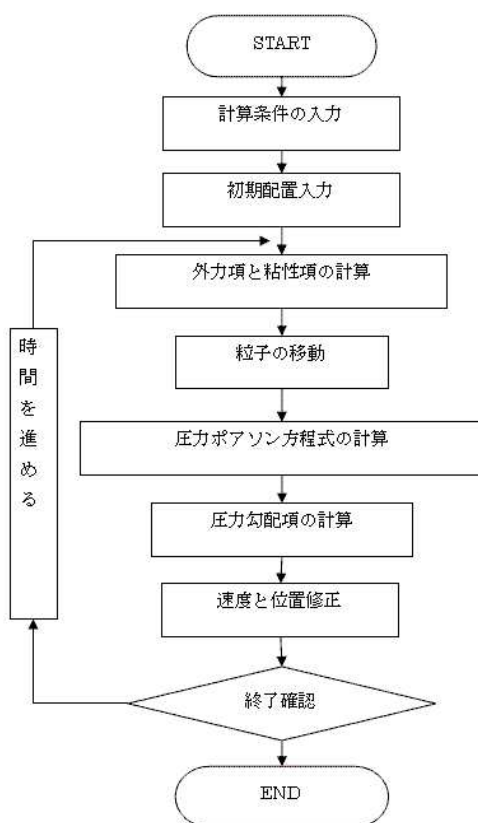 START
計算条件の入力
初期配置入力
外力項と粘性項の計算
粒子の移動
圧力ポアソン方程式の計算
圧力勾配項の計算
速度と位置修正
終了確認
END
時間を進める